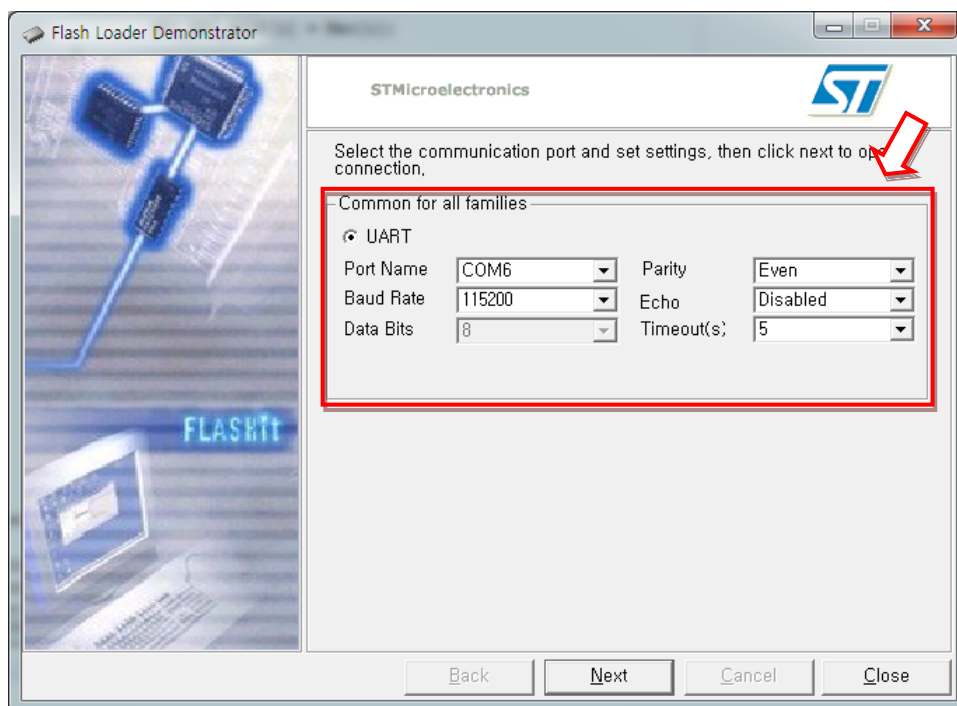 Flash Loader Demonstrator
STMicroelectronics
ST
Select the communication port and set settings, then click next to op
connection,
Common for all families
UART
Port Name COM6 Parity Even
Baud Rate 115200 Echo Disabled
Data Bits 8 Timeout(s) 5
FLASHit
Back Next Cancel Close